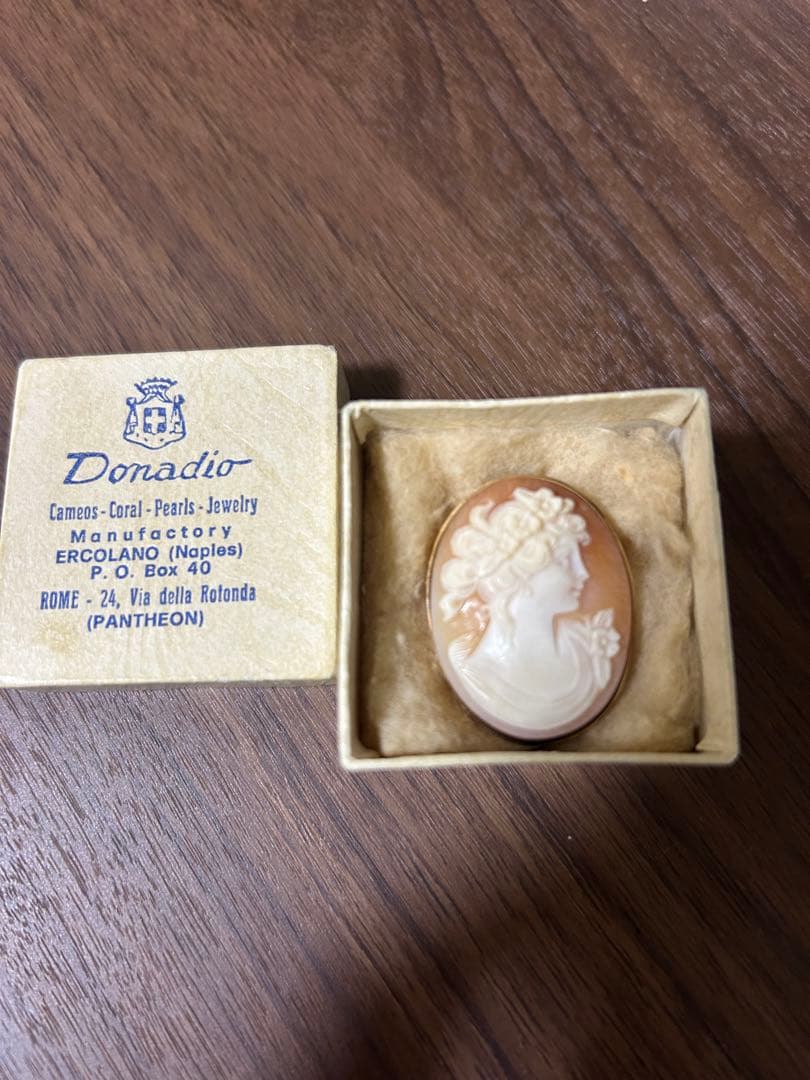 Donadio
Cameos - Coral - Pearls - Jewelry
Manufactory
ERCOLANO (Naples)
P. O. Box 40
ROME - 24, Via della Rotonda
(PANTHEON)